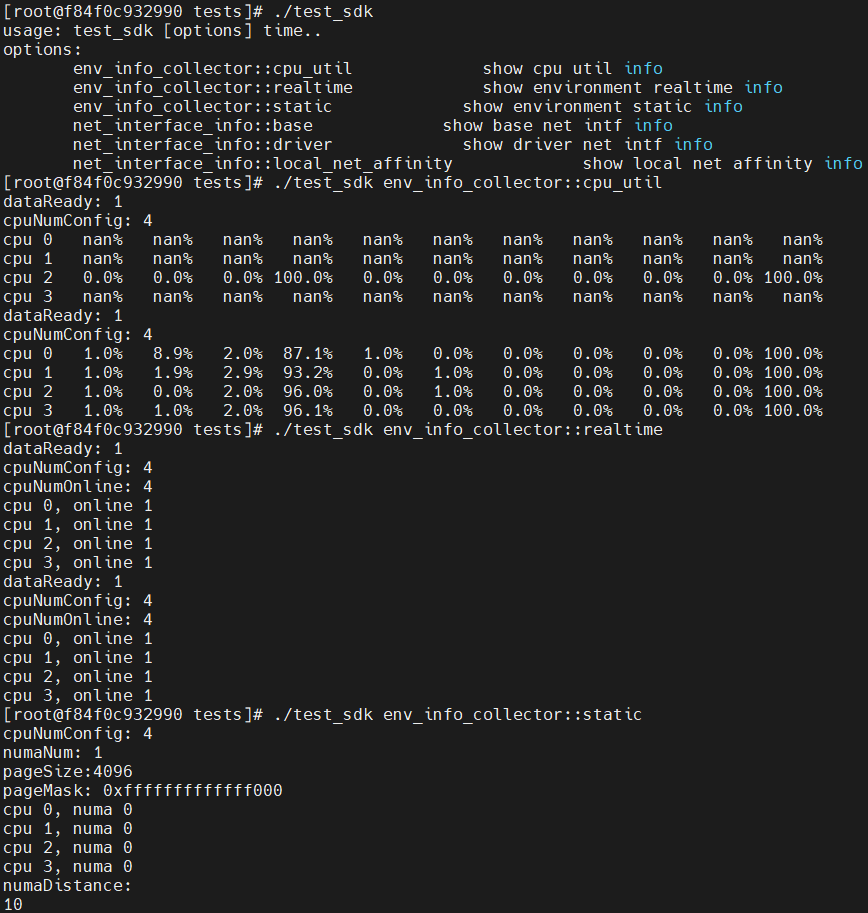 [root@f84f0c932990 tests]# ./test_sdk
usage: test_sdk [options] time..
options:
       env_info_collector::cpu_util             show cpu util info
       env_info_collector::realtime             show environment realtime info
       env_info_collector::static             show environment static info
       net_interface_info::base             show base net intf info
       net_interface_info::driver             show driver net intf info
       net_interface_info::local_net_affinity             show local net affinity info
[root@f84f0c932990 tests]# ./test_sdk env_info_collector::cpu_util
dataReady: 1
cpuNumConfig: 4
cpu 0   nan%   nan%   nan%   nan%   nan%   nan%   nan%   nan%   nan%   nan%   nan%
cpu 1   nan%   nan%   nan%   nan%   nan%   nan%   nan%   nan%   nan%   nan%   nan%
cpu 2   0.0%   0.0%   0.0% 100.0%   0.0%   0.0%   0.0%   0.0%   0.0%   0.0% 100.0%
cpu 3   nan%   nan%   nan%   nan%   nan%   nan%   nan%   nan%   nan%   nan%   nan%
dataReady: 1
cpuNumConfig: 4
cpu 0   1.0%   8.9%   2.0%  87.1%   1.0%   0.0%   0.0%   0.0%   0.0%   0.0% 100.0%
cpu 1   1.0%   1.9%   2.9%  93.2%   0.0%   1.0%   0.0%   0.0%   0.0%   0.0% 100.0%
cpu 2   1.0%   0.0%   2.0%  96.0%   0.0%   1.0%   0.0%   0.0%   0.0%   0.0% 100.0%
cpu 3   1.0%   1.0%   2.0%  96.1%   0.0%   0.0%   0.0%   0.0%   0.0%   0.0% 100.0%
[root@f84f0c932990 tests]# ./test_sdk env_info_collector::realtime
dataReady: 1
cpuNumConfig: 4
cpuNumOnline: 4
cpu 0, online 1
cpu 1, online 1
cpu 2, online 1
cpu 3, online 1
dataReady: 1
cpuNumConfig: 4
cpuNumOnline: 4
cpu 0, online 1
cpu 1, online 1
cpu 2, online 1
cpu 3, online 1
[root@f84f0c932990 tests]# ./test_sdk env_info_collector::static
cpuNumConfig: 4
numaNum: 1
pageSize:4096
pageMask: 0xfffffffffffff000
cpu 0, numa 0
cpu 1, numa 0
cpu 2, numa 0
cpu 3, numa 0
numaDistance:
10